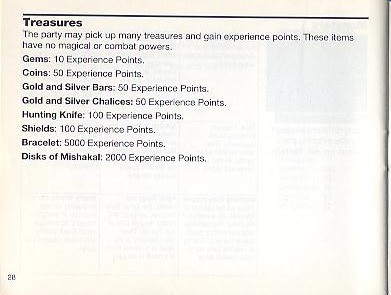 Treasures
The party may pick up many treasures and gain experience points. These items
have no magical or combat powers.
Gems: 10 Experience Points.
Coins: 50 Experience Points.
Gold and Silver Bars: 50 Experience Points.
Gold and Silver Chalices: 50 Experience Points.
Hunting Knife: 100 Experience Points.
Shields: 100 Experience Points.
Bracelet: 5000 Experience Points.
Disks of Mishakal: 2000 Experience Points.
28